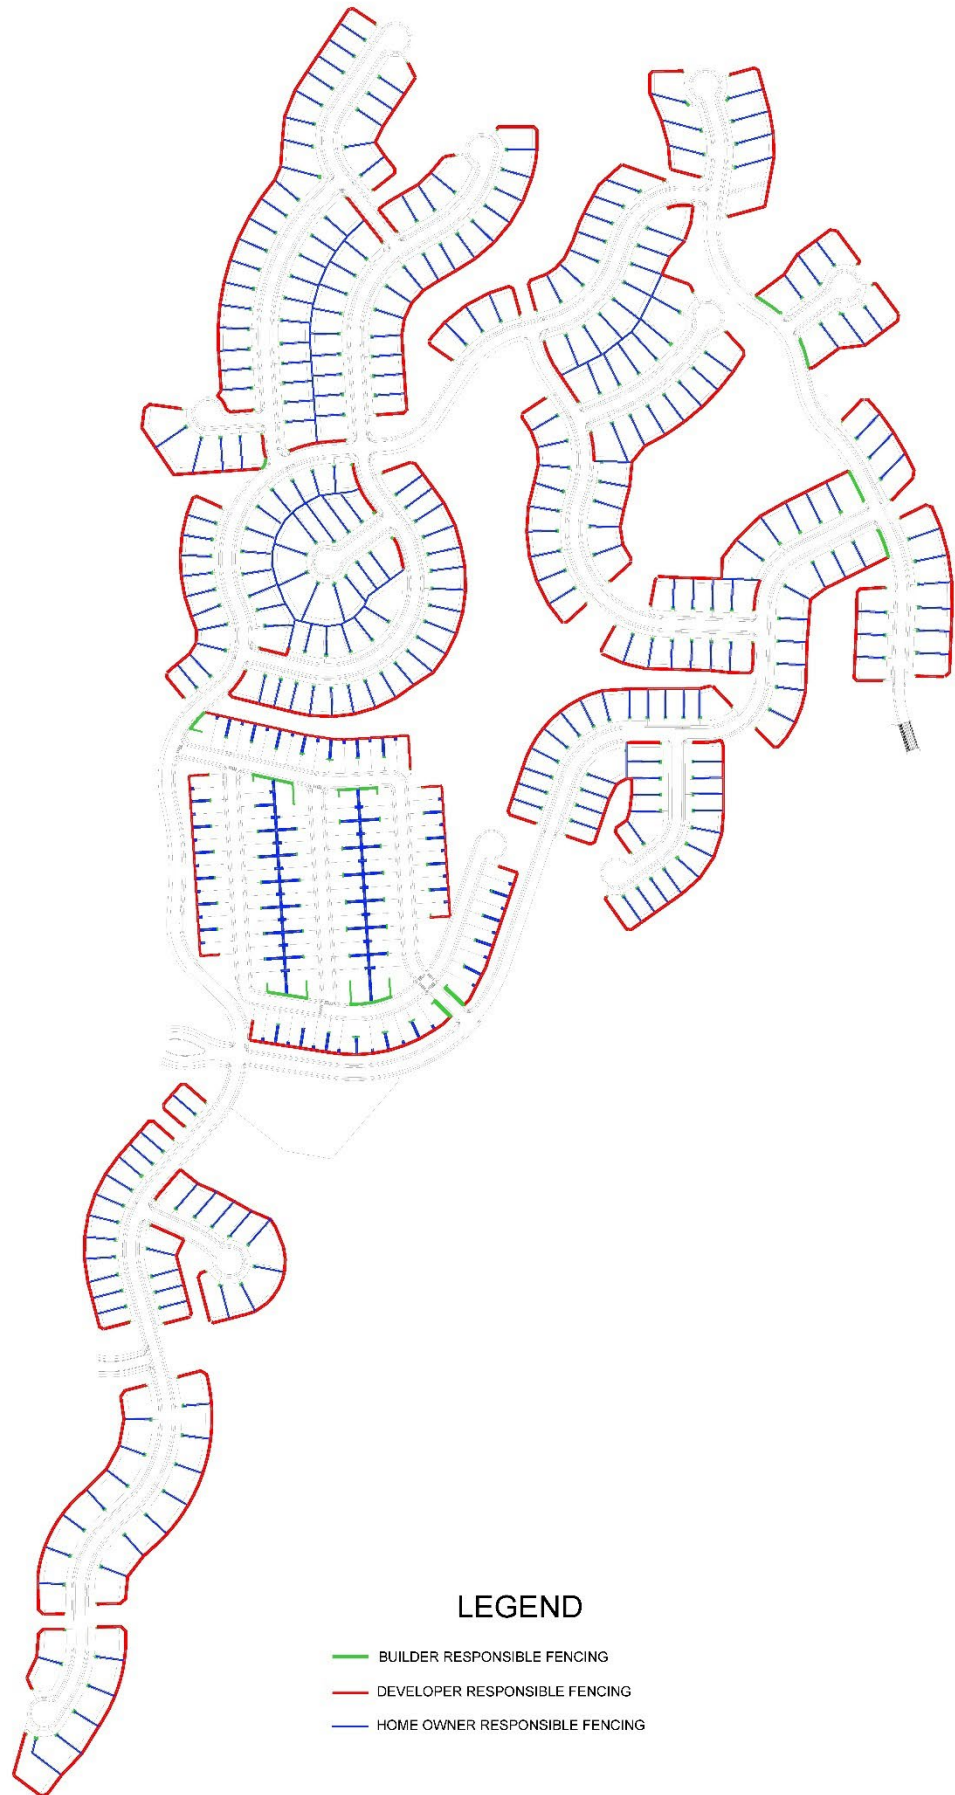 LEGEND
BUILDER RESPONSIBLE FENCING
DEVELOPER RESPONSIBLE FENCING
HOME OWNER RESPONSIBLE FENCING